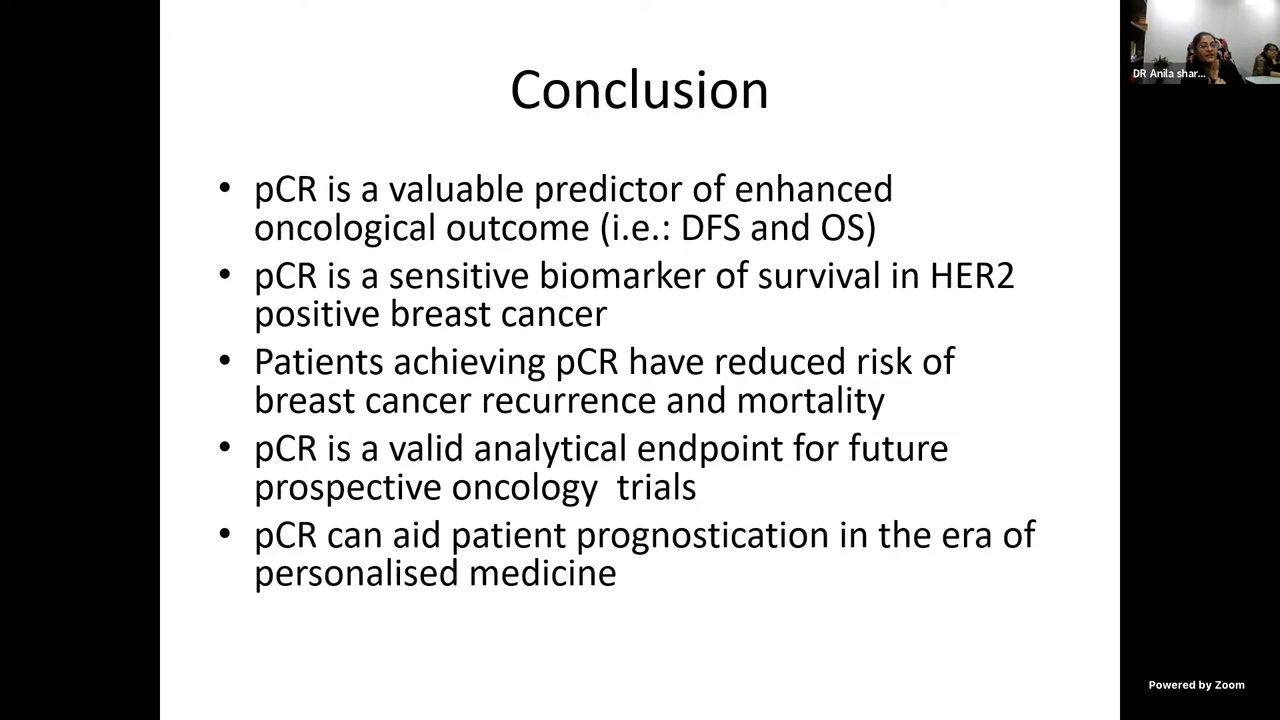 Conclusion
• pCR is a valuable predictor of enhanced
oncological outcome (i.e.: DFS and OS)
• pCR is a sensitive biomarker of survival in HER2
positive breast cancer
• Patients achieving pCR have reduced risk of
breast cancer recurrence and mortality
• pCR is a valid analytical endpoint for future
prospective oncology  trials
• pCR can aid patient prognostication in the era of
personalised medicine
DR Anila shar...
Powered by Zoom